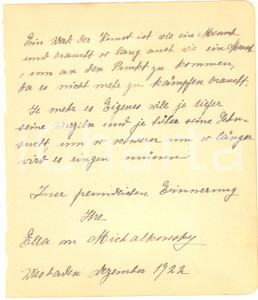 Ein Werk der Kunst ist wie ein Mensch
und braucht so lang auch wie ein Mensch
, um an den Punkt zu kommen,
da es nicht mehr zu kämpfen braucht.
Je mehr es Eigenes will, je tiefer
seine Wurzeln und je höher seine Sehn-
sucht, um so schwerer um so länger
wird es ringen müssen.
Zur freundlichen Erinnerung
Ihre
Ella Michalkowsky
Wiesbaden Dezember 1922